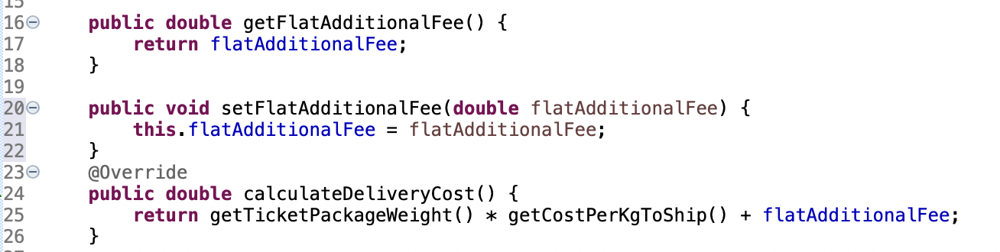 15
16 public double getFlatAdditionalFee() {
17 return flatAdditionalFee;
18 }
19
20 public void setFlatAdditionalFee(double flatAdditionalFee) {
21 this.flatAdditionalFee = flatAdditionalFee;
22 }
23 @Override
24 public double calculateDeliveryCost() {
25 return getTicketPackageWeight() * getCostPerKgToShip() + flatAdditionalFee;
26 }